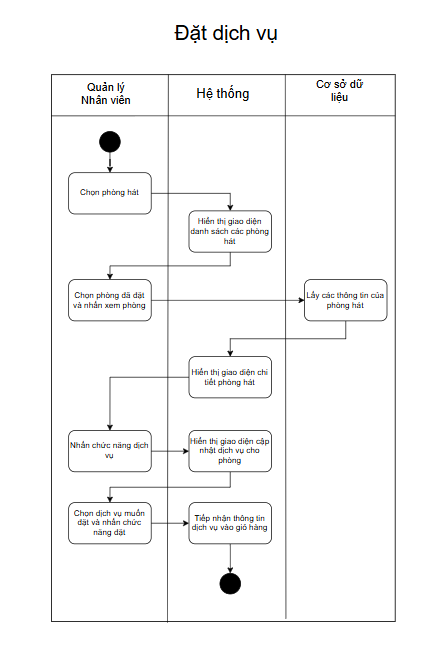 Đặt dịch vụ
Quản lý
Nhân viên
Hệ thống
Cơ sở dữ
liệu
Chọn phòng hát
Hiển thị giao diện
danh sách các phòng
hát
Chọn phòng đã đặt
và nhấn xem phòng
Lấy các thông tin của
phòng hát
Hiển thị giao diện chi
tiết phòng hát
Nhấn chức năng dịch
vụ
Hiển thị giao diện cập
nhật dịch vụ cho
phòng
Chọn dịch vụ muốn
đặt và nhấn chức
năng đặt
Tiếp nhận thông tin
dịch vụ vào giỏ hàng